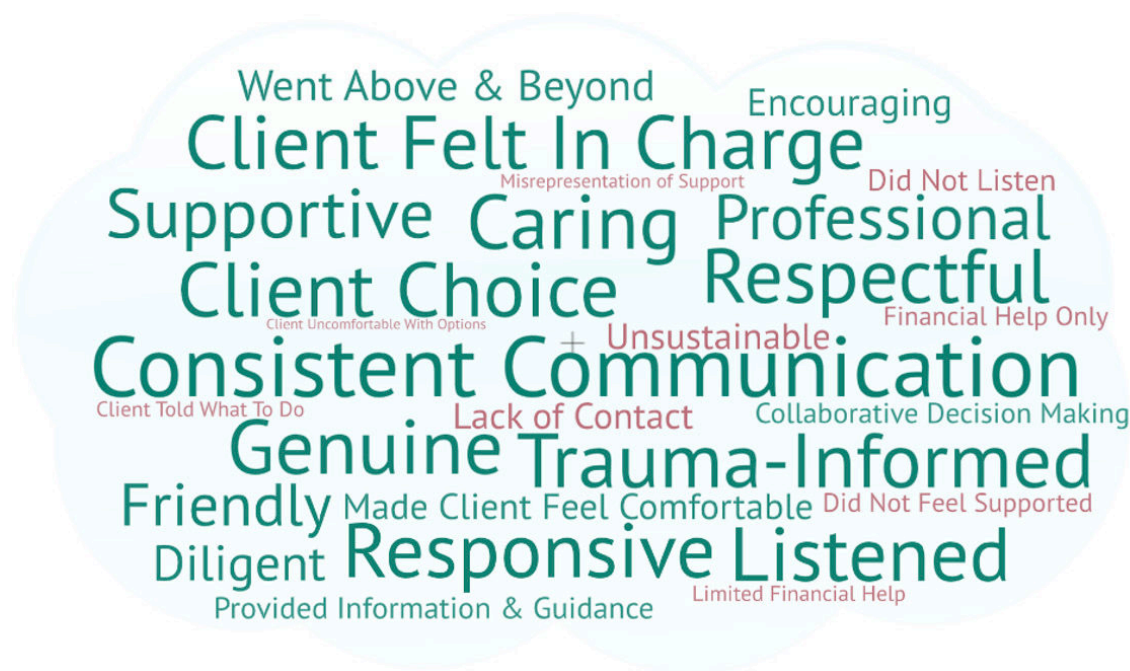 Went Above & Beyond
Encouraging
Client Felt In Charge
Misrepresentation of Support
Did Not Listen
Supportive
Caring
Professional
Client Choice
Respectful
Financial Help Only
Client Uncomfortable With Options
Unsustainable
Consistent Communication
Client Told What To Do
Lack of Contact
Collaborative Decision Making
Genuine
Trauma-Informed
Friendly
Made Client Feel Comfortable
Did Not Feel Supported
Diligent
Responsive
Listened
Limited Financial Help
Provided Information & Guidance